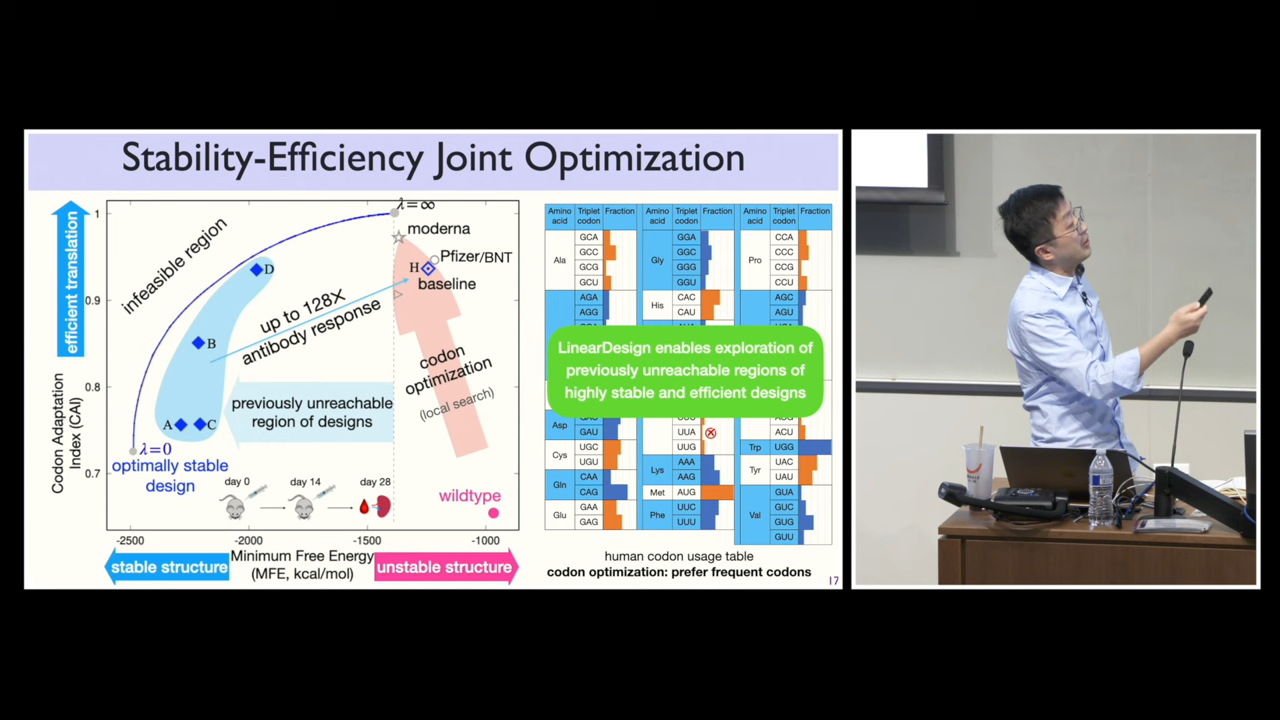 Stability-Efficiency Joint Optimization
efficient translation
Codon Adaptation
Index (CAI)
1
0.9
0.8
0.7
infeasible region
λ=∞
moderna
Pfizer/BNT
H
baseline
D
up to 128X
antibody response
B
codon
optimization
(local search)
previously unreachable
region of designs
A
C
λ=0
optimally stable
design
day 0
day 14
day 28
wildtype
-2500
-2000
-1500
-1000
stable structure
Minimum Free Energy
(MFE, kcal/mol)
unstable structure
Amino acid
Triplet codon
Fraction
Amino acid
Triplet codon
Fraction
Amino acid
Triplet codon
Fraction
Ala
GCA
GCC
GCG
GCU
AGA
AGG
Asp
GAU
Cys
UGC
UGU
Gln
CAA
CAG
Glu
GAA
GAG
Gly
GGA
GGC
GGG
GGU
His
CAC
CAU
UUA
UUG
Lys
AAA
AAG
Met
AUG
Phe
UUC
UUU
Pro
CCA
CCC
CCG
CCU
AGC
AGU
ACU
Trp
UGG
Tyr
UAC
UAU
Val
GUA
GUC
GUG
GUU
LinearDesign enables exploration of
previously unreachable regions of
highly stable and efficient designs
human codon usage table
codon optimization: prefer frequent codons
17